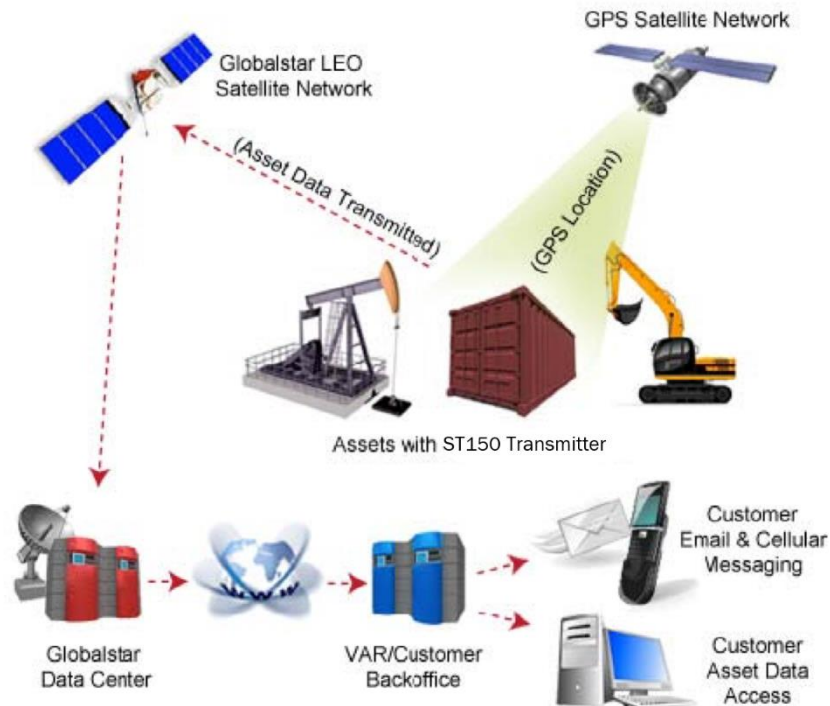 GPS Satellite Network
Globalstar LEO
Satellite Network
(Asset Data Transmitted)
(GPS Location)
Assets with ST150 Transmitter
WWW
Customer
Email & Cellular
Messaging
Globalstar
Data Center
VAR/Customer
Backoffice
Customer
Asset Data
Access